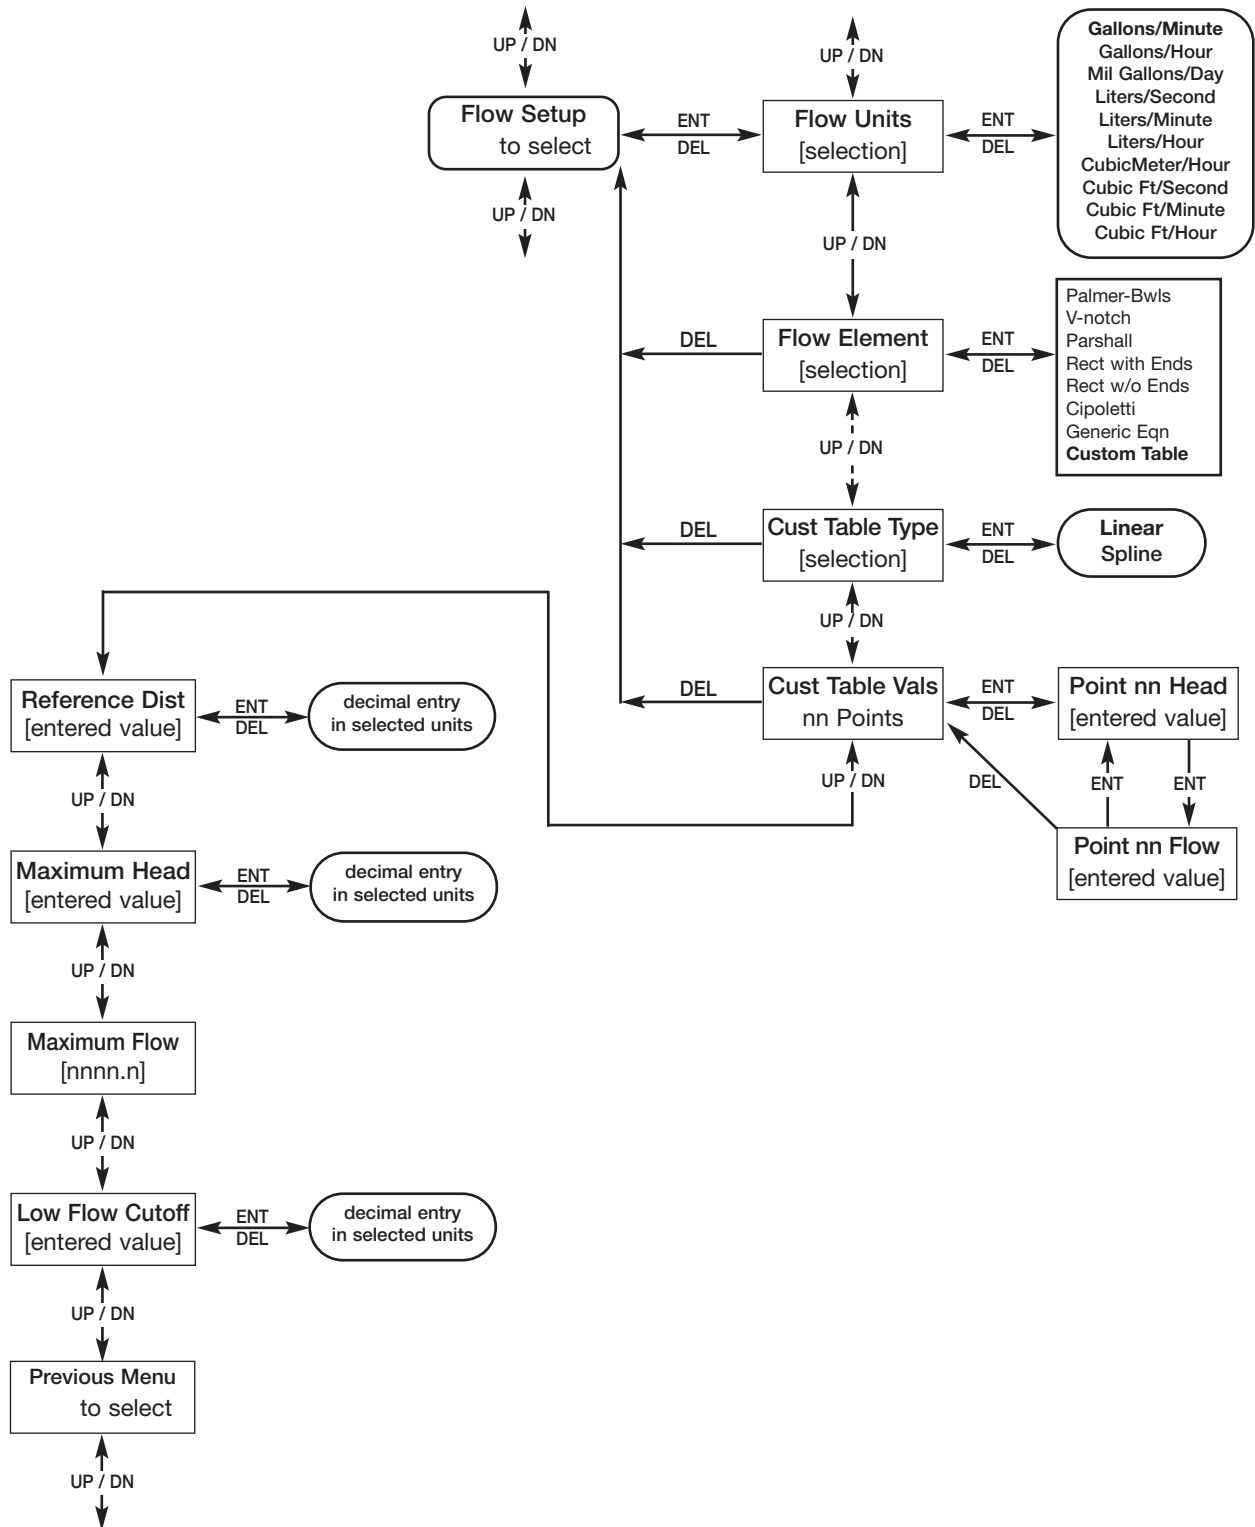 UP / DN
UP / DN
Flow Setup
to select
ENT
DEL
Flow Units
[selection]
ENT
DEL
Gallons/Minute
Gallons/Hour
Mil Gallons/Day
Liters/Second
Liters/Minute
Liters/Hour
CubicMeter/Hour
Cubic Ft/Second
Cubic Ft/Minute
Cubic Ft/Hour
UP / DN
UP / DN
DEL
Flow Element
[selection]
ENT
DEL
Palmer-Bwls
V-notch
Parshall
Rect with Ends
Rect w/o Ends
Cipoletti
Generic Eqn
Custom Table
UP / DN
DEL
Cust Table Type
[selection]
ENT
DEL
Linear
Spline
UP / DN
DEL
Cust Table Vals
nn Points
ENT
DEL
Point nn Head
[entered value]
UP / DN
DEL
ENT
ENT
Point nn Flow
[entered value]
Reference Dist
[entered value]
ENT
DEL
decimal entry
in selected units
UP / DN
Maximum Head
[entered value]
ENT
DEL
decimal entry
in selected units
UP / DN
Maximum Flow
[nnnn.n]
UP / DN
Low Flow Cutoff
[entered value]
ENT
DEL
decimal entry
in selected units
UP / DN
Previous Menu
to select
UP / DN